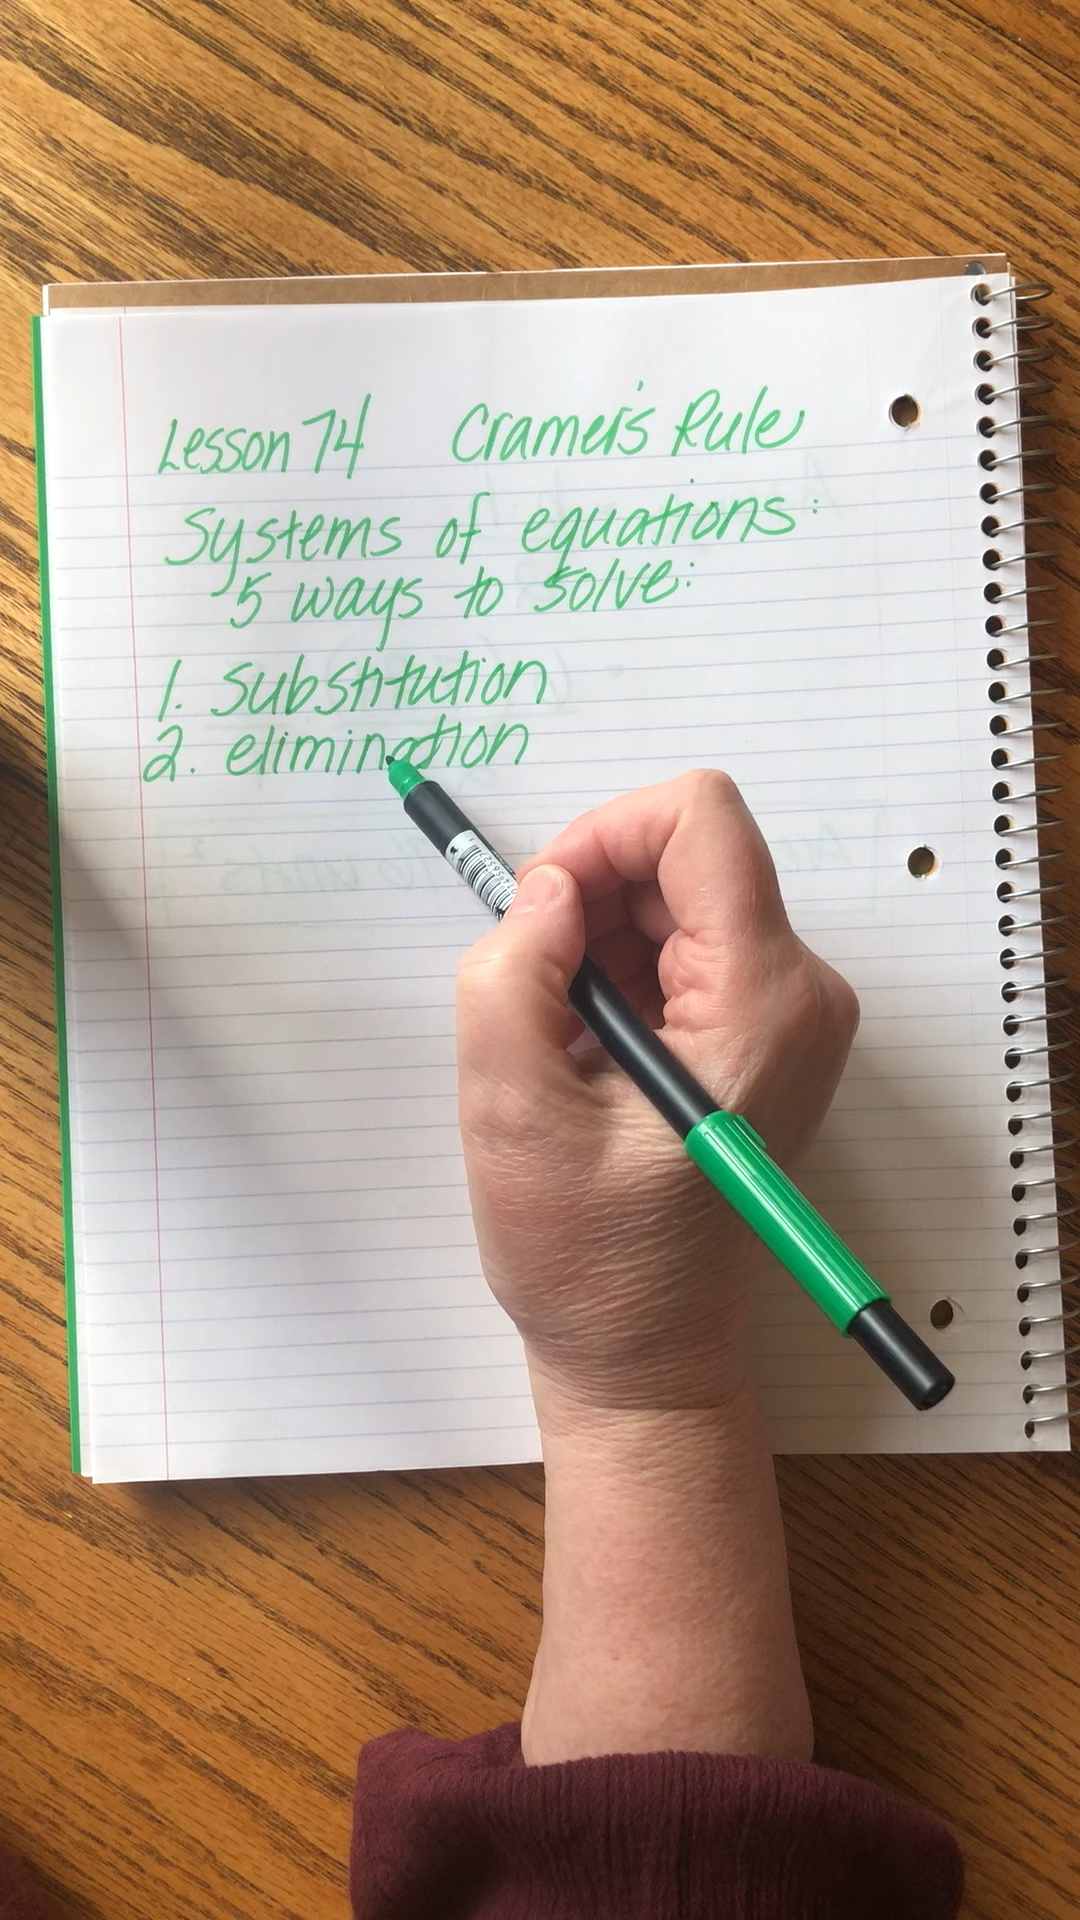 Lesson 74 Cramer's Rule
Systems of equations:
5 ways to solve:
1. substitution
2. elimination